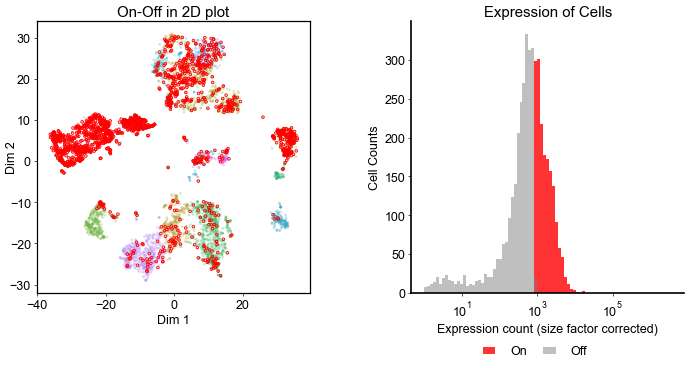 On-Off in 2D plot
30
20
10
0
−10
−20
−30
−40
−20
0
20
Dim 2
Dim 1
Expression of Cells
350
300
250
200
150
100
50
0
10^1
10^3
10^5
Cell Counts
Expression count (size factor corrected)
On
Off